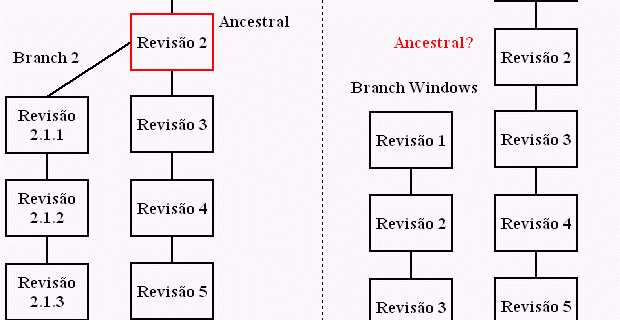 Ancestral
Revisão 2
Branch 2
Revisão
2.1.1
Revisão 3
Revisão
2.1.2
Revisão 4
Revisão
2.1.3
Revisão 5
Ancestral?
Revisão 2
Branch Windows
Revisão 1
Revisão 3
Revisão 2
Revisão 4
Revisão 3
Revisão 5